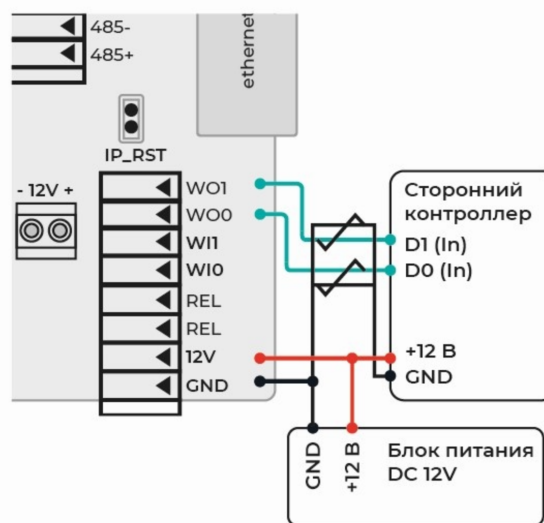 485-
485+
ethernet
IP_RST
- 12V +
WO1
WO0
WI1
WI0
REL
REL
12V
GND
Сторонний
контроллер
D1 (In)
D0 (In)
+12 В
GND
GND
+12 В
Блок питания
DC 12V